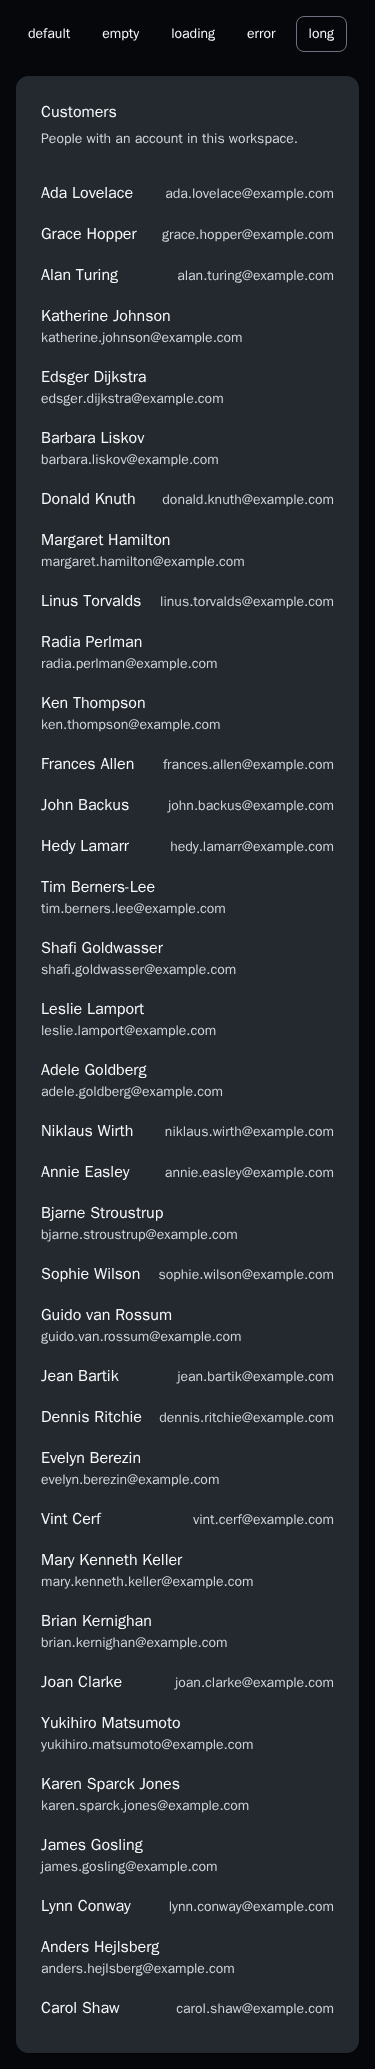 default empty loading error long
Customers
People with an account in this workspace.
Ada Lovelace ada.lovelace@example.com
Grace Hopper grace.hopper@example.com
Alan Turing alan.turing@example.com
Katherine Johnson
katherine.johnson@example.com
Edsger Dijkstra
edsger.dijkstra@example.com
Barbara Liskov
barbara.liskov@example.com
Donald Knuth donald.knuth@example.com
Margaret Hamilton
margaret.hamilton@example.com
Linus Torvalds linus.torvalds@example.com
Radia Perlman
radia.perlman@example.com
Ken Thompson
ken.thompson@example.com
Frances Allen frances.allen@example.com
John Backus john.backus@example.com
Hedy Lamarr hedy.lamarr@example.com
Tim Berners-Lee
tim.berners.lee@example.com
Shafi Goldwasser
shafi.goldwasser@example.com
Leslie Lamport
leslie.lamport@example.com
Adele Goldberg
adele.goldberg@example.com
Niklaus Wirth niklaus.wirth@example.com
Annie Easley annie.easley@example.com
Bjarne Stroustrup
bjarne.stroustrup@example.com
Sophie Wilson sophie.wilson@example.com
Guido van Rossum
guido.van.rossum@example.com
Jean Bartik jean.bartik@example.com
Dennis Ritchie dennis.ritchie@example.com
Evelyn Berezin
evelyn.berezin@example.com
Vint Cerf vint.cerf@example.com
Mary Kenneth Keller
mary.kenneth.keller@example.com
Brian Kernighan
brian.kernighan@example.com
Joan Clarke joan.clarke@example.com
Yukihiro Matsumoto
yukihiro.matsumoto@example.com
Karen Sparck Jones
karen.sparck.jones@example.com
James Gosling
james.gosling@example.com
Lynn Conway lynn.conway@example.com
Anders Hejlsberg
anders.hejlsberg@example.com
Carol Shaw carol.shaw@example.com